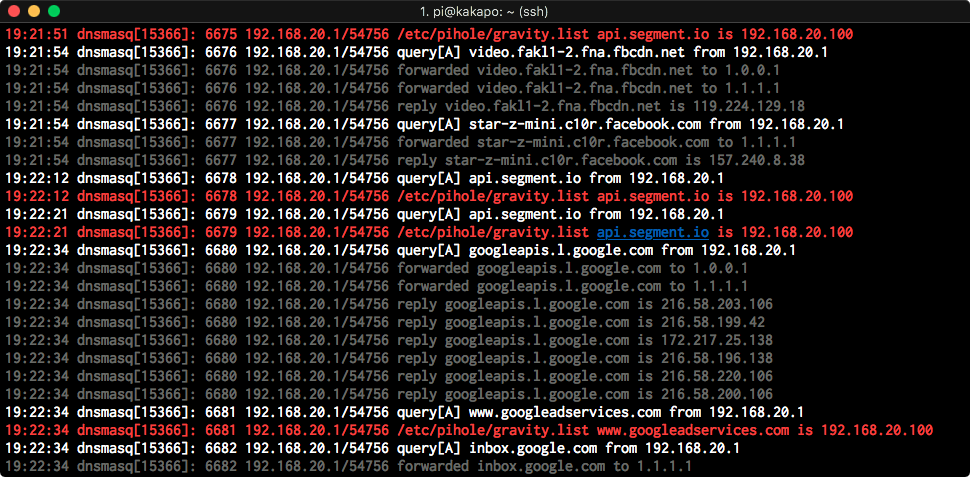 1. pi@kakapo: ~ (ssh)
19:21:51 dnsmasq[15366]: 6675 192.168.20.1/54756 /etc/pihole/gravity.list api.segment.io is 192.168.20.100
19:21:54 dnsmasq[15366]: 6676 192.168.20.1/54756 query[A] video.fakl1-2.fna.fbcdn.net from 192.168.20.1
19:21:54 dnsmasq[15366]: 6676 192.168.20.1/54756 forwarded video.fakl1-2.fna.fbcdn.net to 1.0.0.1
19:21:54 dnsmasq[15366]: 6676 192.168.20.1/54756 forwarded video.fakl1-2.fna.fbcdn.net to 1.1.1.1
19:21:54 dnsmasq[15366]: 6676 192.168.20.1/54756 reply video.fakl1-2.fna.fbcdn.net is 119.224.129.18
19:21:54 dnsmasq[15366]: 6677 192.168.20.1/54756 query[A] star-z-mini.c10r.facebook.com from 192.168.20.1
19:21:54 dnsmasq[15366]: 6677 192.168.20.1/54756 forwarded star-z-mini.c10r.facebook.com to 1.1.1.1
19:21:54 dnsmasq[15366]: 6677 192.168.20.1/54756 reply star-z-mini.c10r.facebook.com is 157.240.8.38
19:22:12 dnsmasq[15366]: 6678 192.168.20.1/54756 query[A] api.segment.io from 192.168.20.1
19:22:12 dnsmasq[15366]: 6678 192.168.20.1/54756 /etc/pihole/gravity.list api.segment.io is 192.168.20.100
19:22:21 dnsmasq[15366]: 6679 192.168.20.1/54756 query[A] api.segment.io from 192.168.20.1
19:22:21 dnsmasq[15366]: 6679 192.168.20.1/54756 /etc/pihole/gravity.list api.segment.io is 192.168.20.100
19:22:34 dnsmasq[15366]: 6680 192.168.20.1/54756 query[A] googleapis.l.google.com from 192.168.20.1
19:22:34 dnsmasq[15366]: 6680 192.168.20.1/54756 forwarded googleapis.l.google.com to 1.0.0.1
19:22:34 dnsmasq[15366]: 6680 192.168.20.1/54756 forwarded googleapis.l.google.com to 1.1.1.1
19:22:34 dnsmasq[15366]: 6680 192.168.20.1/54756 reply googleapis.l.google.com is 216.58.203.106
19:22:34 dnsmasq[15366]: 6680 192.168.20.1/54756 reply googleapis.l.google.com is 216.58.199.42
19:22:34 dnsmasq[15366]: 6680 192.168.20.1/54756 reply googleapis.l.google.com is 172.217.25.138
19:22:34 dnsmasq[15366]: 6680 192.168.20.1/54756 reply googleapis.l.google.com is 216.58.196.138
19:22:34 dnsmasq[15366]: 6680 192.168.20.1/54756 reply googleapis.l.google.com is 216.58.220.106
19:22:34 dnsmasq[15366]: 6680 192.168.20.1/54756 reply googleapis.l.google.com is 216.58.200.106
19:22:34 dnsmasq[15366]: 6681 192.168.20.1/54756 query[A] www.googleadservices.com from 192.168.20.1
19:22:34 dnsmasq[15366]: 6681 192.168.20.1/54756 /etc/pihole/gravity.list www.googleadservices.com is 192.168.20.100
19:22:34 dnsmasq[15366]: 6682 192.168.20.1/54756 query[A] inbox.google.com from 192.168.20.1
19:22:34 dnsmasq[15366]: 6682 192.168.20.1/54756 forwarded inbox.google.com to 1.1.1.1